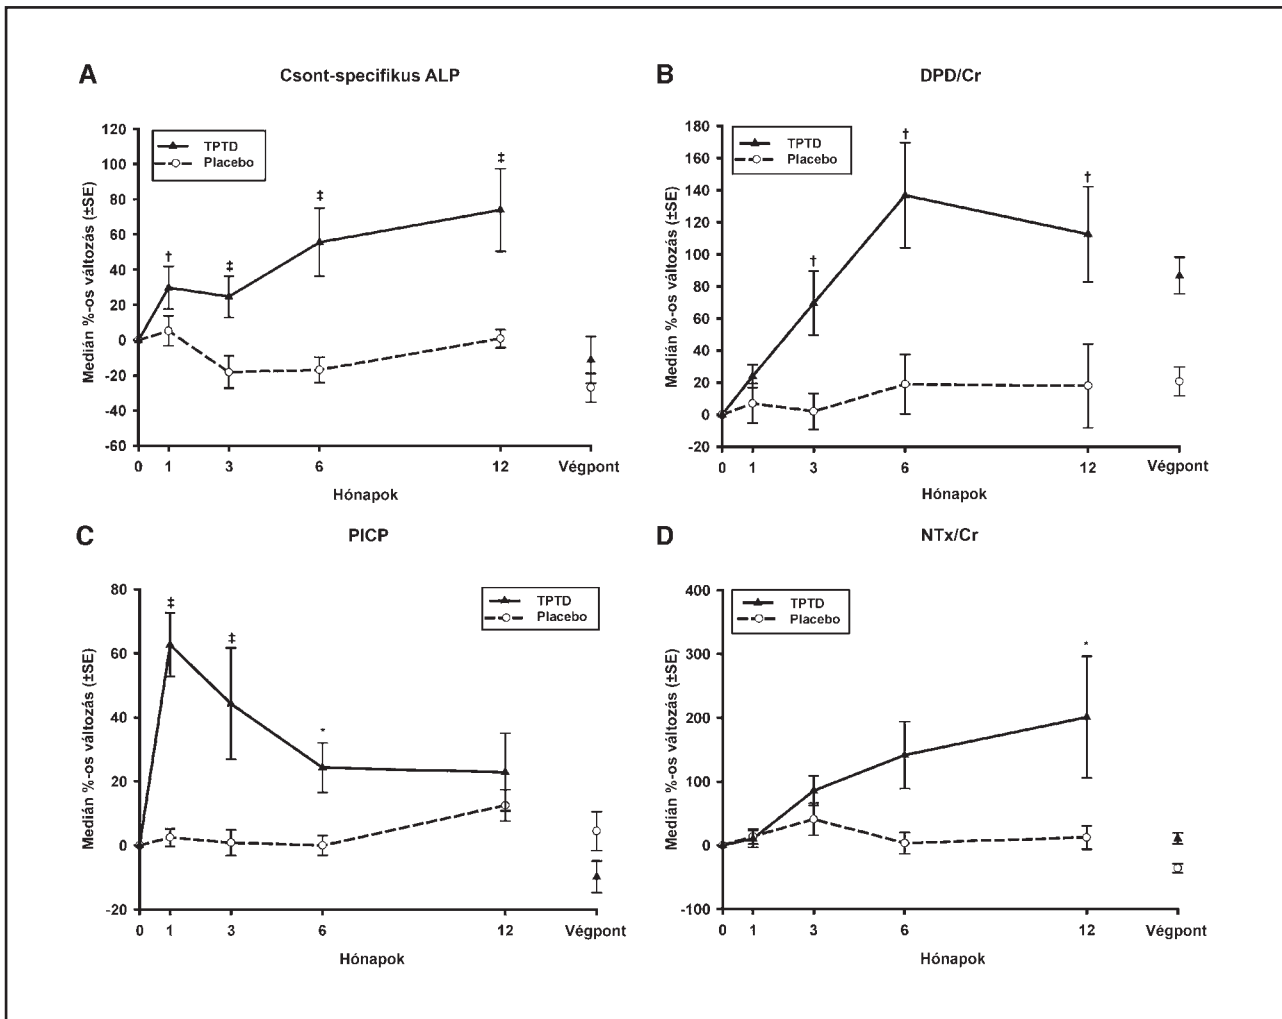 A
Csont-specifikus ALP
Medián %-os változás (±SE)
120
100
80
60
40
20
0
-20
-40
-60
TPTD
Placebo
†
‡
‡
‡
0 1 3 6 12 Végpont
Hónapok
B
DPD/Cr
Medián %-os változás (±SE)
180
160
140
120
100
80
60
40
20
0
-20
TPTD
Placebo
†
†
†
0 1 3 6 12 Végpont
Hónapok
C
PICP
Medián %-os változás (±SE)
80
60
40
20
0
-20
TPTD
Placebo
‡
‡
*
0 1 3 6 12 Végpont
Hónapok
D
NTx/Cr
Medián %-os változás (±SE)
400
300
200
100
0
-100
TPTD
Placebo
*
0 1 3 6 12 Végpont
Hónapok